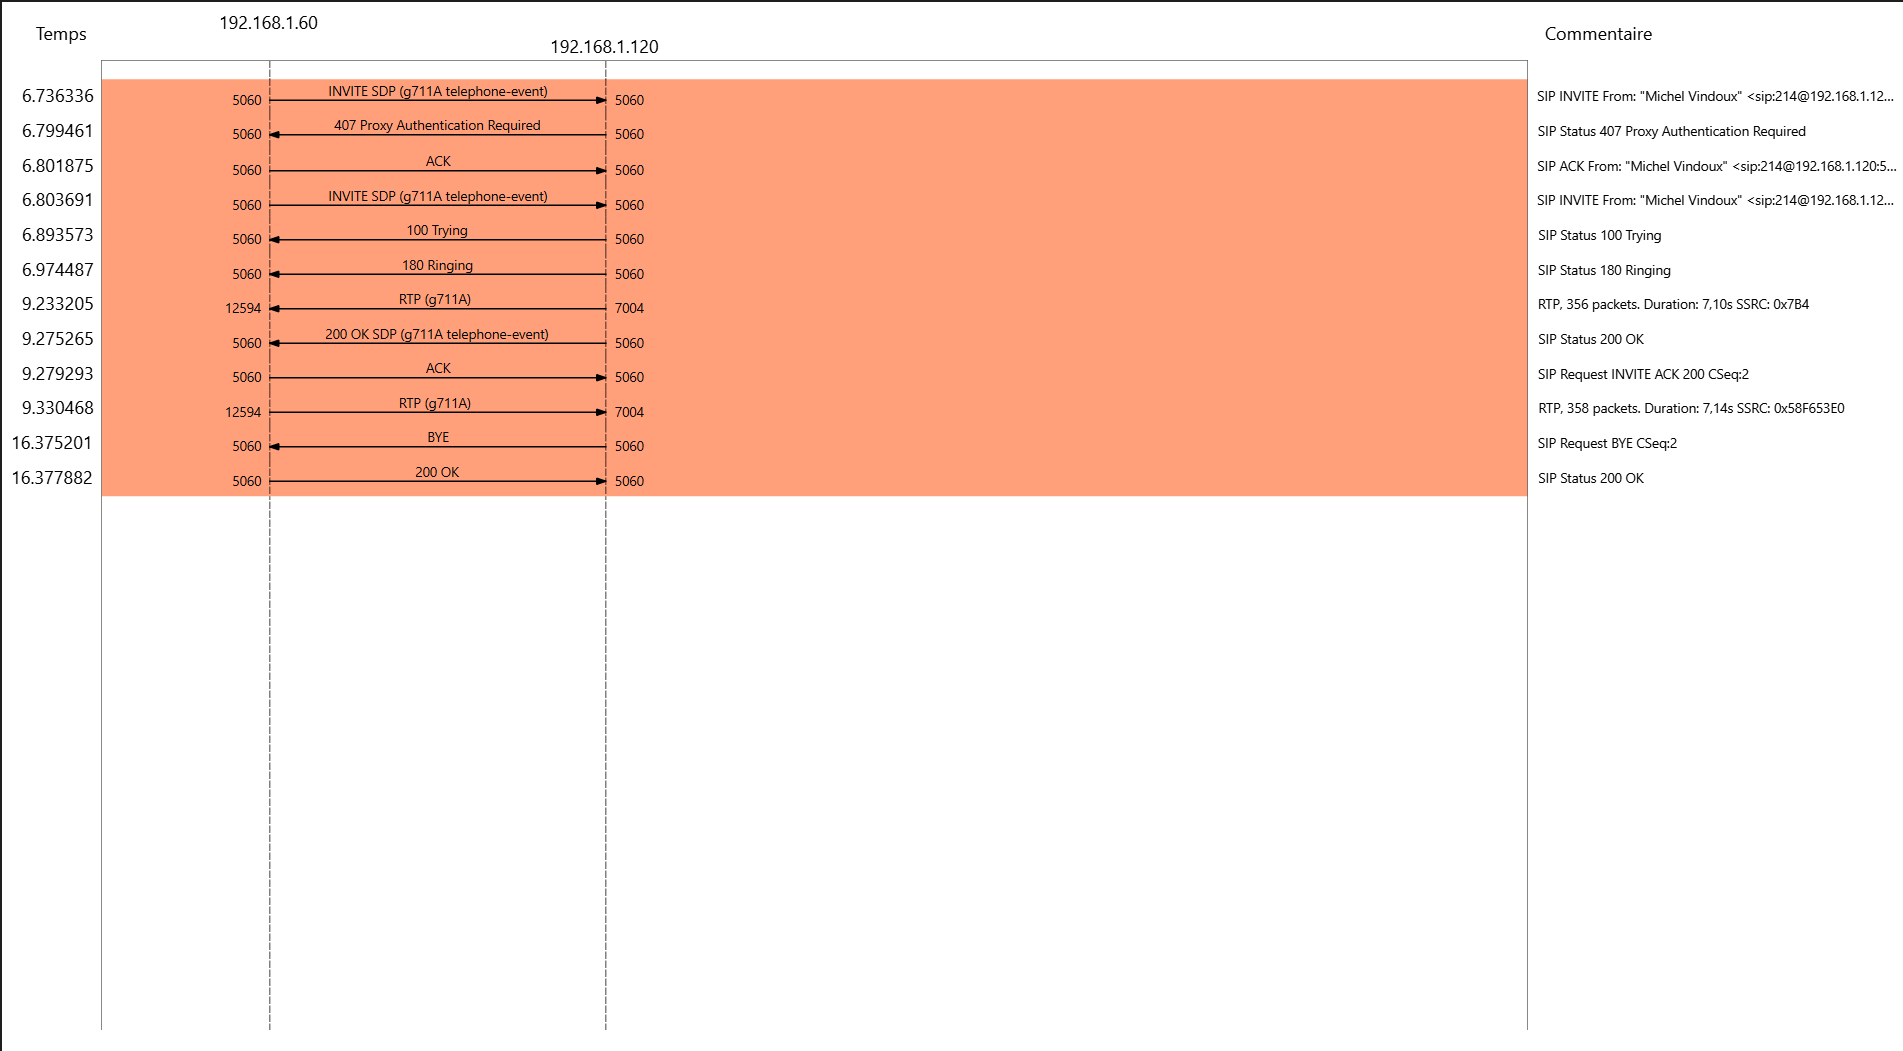 192.168.1.60
Temps
Commentaire
192.168.1.120
6.736336 5060 INVITE SDP (g711A telephone-event) 5060 SIP INVITE From: "Michel Vindoux" <sip:214@192.168.1.12...
6.799461 5060 407 Proxy Authentication Required 5060 SIP Status 407 Proxy Authentication Required
6.801875 5060 ACK 5060 SIP ACK From: "Michel Vindoux" <sip:214@192.168.1.120:5...
6.803691 5060 INVITE SDP (g711A telephone-event) 5060 SIP INVITE From: "Michel Vindoux" <sip:214@192.168.1.12...
6.893573 5060 100 Trying 5060 SIP Status 100 Trying
6.974487 5060 180 Ringing 5060 SIP Status 180 Ringing
9.233205 12594 RTP (g711A) 7004 RTP, 356 packets. Duration: 7,10s SSRC: 0x7B4
9.275265 5060 200 OK SDP (g711A telephone-event) 5060 SIP Status 200 OK
9.279293 5060 ACK 5060 SIP Request INVITE ACK 200 CSeq:2
9.330468 12594 RTP (g711A) 7004 RTP, 358 packets. Duration: 7,14s SSRC: 0x58F653E0
16.375201 5060 BYE 5060 SIP Request BYE CSeq:2
16.377882 5060 200 OK 5060 SIP Status 200 OK